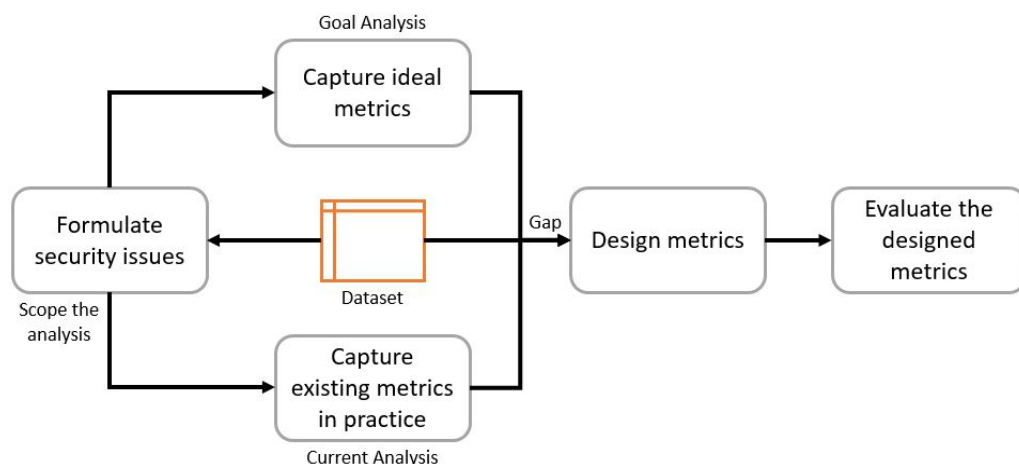 Goal Analysis
Capture ideal
metrics
Formulate
security issues
Scope the
analysis
Dataset
Gap
Design metrics
Evaluate the
designed
metrics
Capture
existing metrics
in practice
Current Analysis